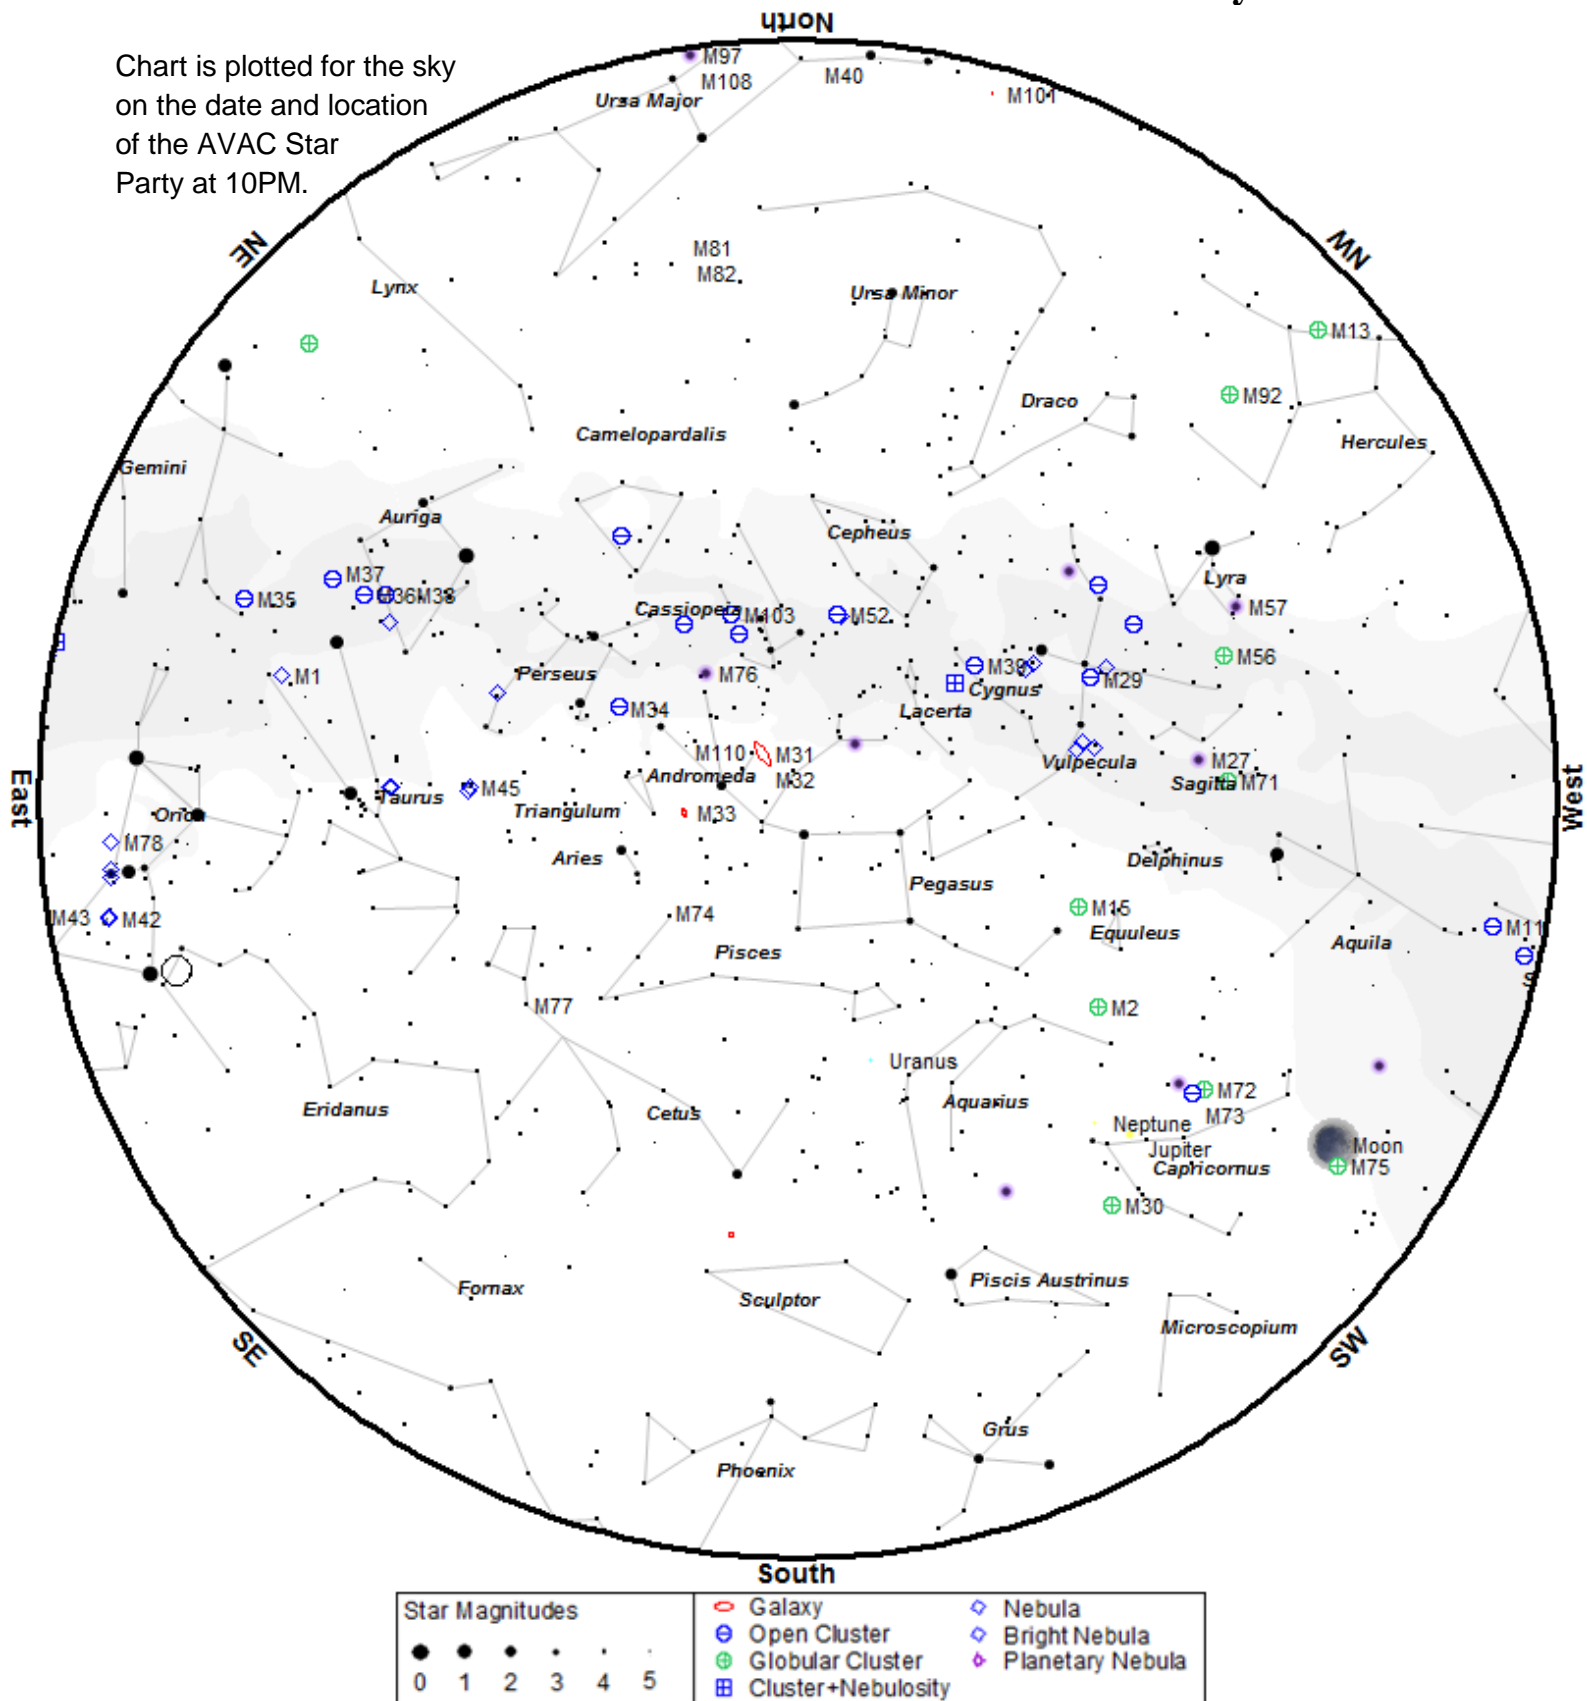 North
Chart is plotted for the sky
on the date and location
of the AVAC Star
Party at 10PM.
M97
M108
M40
M101
Ursa Major
NE
NW
M81
M82
Lynx
Ursa Minor
M13
M92
Draco
Hercules
Camelopardalis
Gemini
Auriga
Cepheus
M37
M35
M36
M38
Lyra
M57
Cassiopeia
M103
M52
M56
M1
Perseus
M76
M39
Cygnus
M29
M34
Lacerta
M110
M31
M32
Andromeda
Vulpecula
M27
Sagitta
M71
East
West
Taurus
M45
Triangulum
M33
Orion
M78
Aries
Delphinus
Pegasus
M43
M42
M74
M15
Equuleus
M11
Aquila
Pisces
S
M77
M2
Uranus
Eridanus
Cetus
Aquarius
M72
M73
Neptune
Jupiter
Moon
M75
Capricornus
M30
Fornax
Sculptor
Piscis Austrinus
Microscopium
SE
SW
Grus
Phoenix
South
Star Magnitudes
0 1 2 3 4 5
Galaxy
Open Cluster
Globular Cluster
Cluster+Nebulosity
Nebula
Bright Nebula
Planetary Nebula